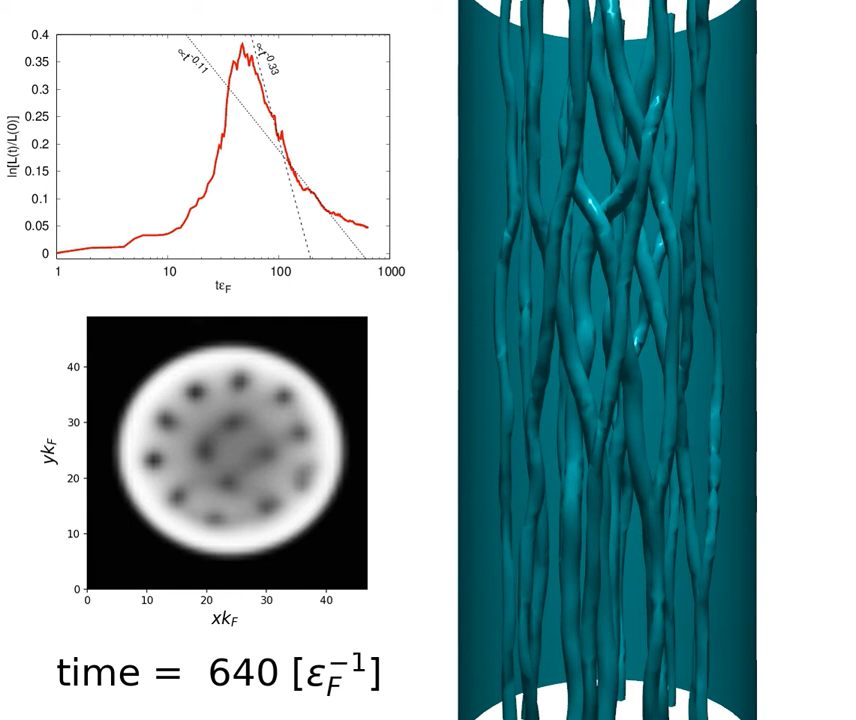 ln[L(t)/L(0)]
0.4
0.35
0.3
0.25
0.2
0.15
0.1
0.05
0
∝t^-0.11
∝t^-0.33
1 10 100 1000
tε_F
yk_F
40
30
20
10
0
0 10 20 30 40
xk_F
time = 640 [ε_F^-1]